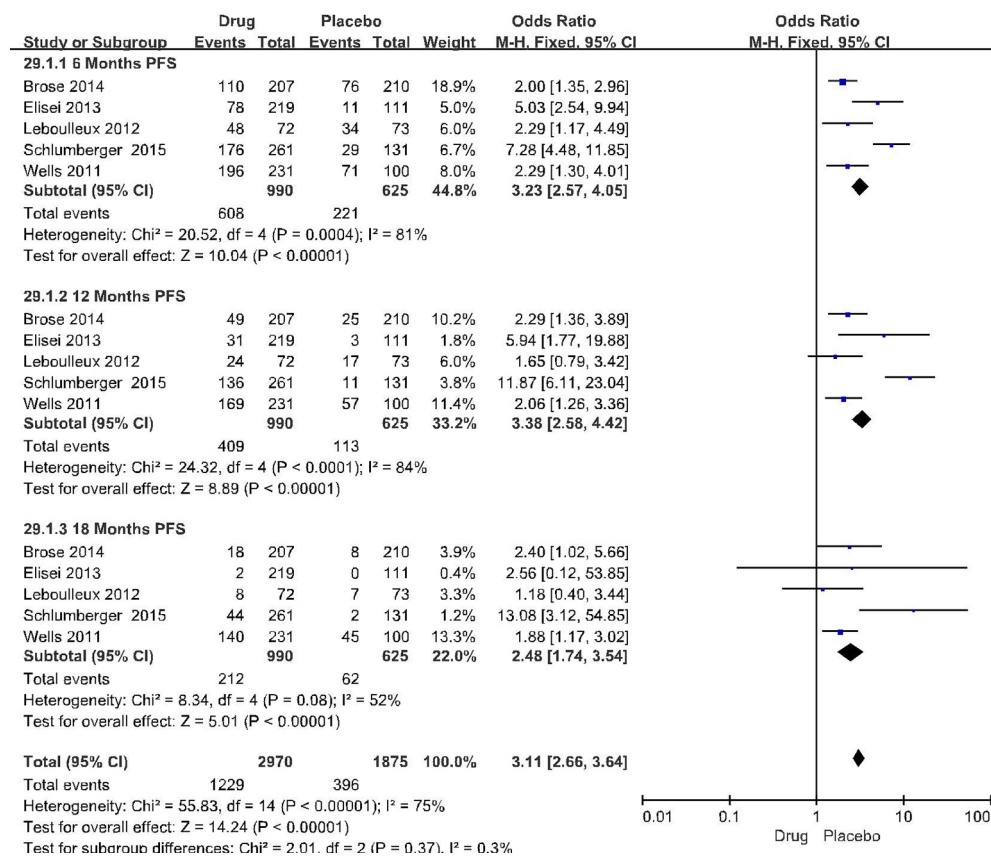 Drug Placebo Odds Ratio Odds Ratio
Study or Subgroup Events Total Events Total Weight M-H, Fixed, 95% CI M-H, Fixed, 95% CI
29.1.1 6 Months PFS
Brose 2014 110 207 76 210 18.9% 2.00 [1.35, 2.96]
Elisei 2013 78 219 11 111 5.0% 5.03 [2.54, 9.94]
Leboulleux 2012 48 72 34 73 6.0% 2.29 [1.17, 4.49]
Schlumberger 2015 176 261 29 131 6.7% 7.28 [4.48, 11.85]
Wells 2011 196 231 71 100 8.0% 2.29 [1.30, 4.01]
Subtotal (95% CI) 990 625 44.8% 3.23 [2.57, 4.05]
Total events 608 221
Heterogeneity: Chi² = 20.52, df = 4 (P = 0.0004); I² = 81%
Test for overall effect: Z = 10.04 (P < 0.00001)
29.1.2 12 Months PFS
Brose 2014 49 207 25 210 10.2% 2.29 [1.36, 3.89]
Elisei 2013 31 219 3 111 1.8% 5.94 [1.77, 19.88]
Leboulleux 2012 24 72 17 73 6.0% 1.65 [0.79, 3.42]
Schlumberger 2015 136 261 11 131 3.8% 11.87 [6.11, 23.04]
Wells 2011 169 231 57 100 11.4% 2.06 [1.26, 3.36]
Subtotal (95% CI) 990 625 33.2% 3.38 [2.58, 4.42]
Total events 409 113
Heterogeneity: Chi² = 24.32, df = 4 (P < 0.0001); I² = 84%
Test for overall effect: Z = 8.89 (P < 0.00001)
29.1.3 18 Months PFS
Brose 2014 18 207 8 210 3.9% 2.40 [1.02, 5.66]
Elisei 2013 2 219 0 111 0.4% 2.56 [0.12, 53.85]
Leboulleux 2012 8 72 7 73 3.3% 1.18 [0.40, 3.44]
Schlumberger 2015 44 261 2 131 1.2% 13.08 [3.12, 54.85]
Wells 2011 140 231 45 100 13.3% 1.88 [1.17, 3.02]
Subtotal (95% CI) 990 625 22.0% 2.48 [1.74, 3.54]
Total events 212 62
Heterogeneity: Chi² = 8.34, df = 4 (P = 0.08); I² = 52%
Test for overall effect: Z = 5.01 (P < 0.00001)
Total (95% CI) 2970 1875 100.0% 3.11 [2.66, 3.64]
Total events 1229 396
Heterogeneity: Chi² = 55.83, df = 14 (P < 0.00001); I² = 75%
Test for overall effect: Z = 14.24 (P < 0.00001)
Test for subgroup differences: Chi² = 2.01, df = 2 (P = 0.37), I² = 0.3%
0.01 0.1 1 10 100
Drug Placebo